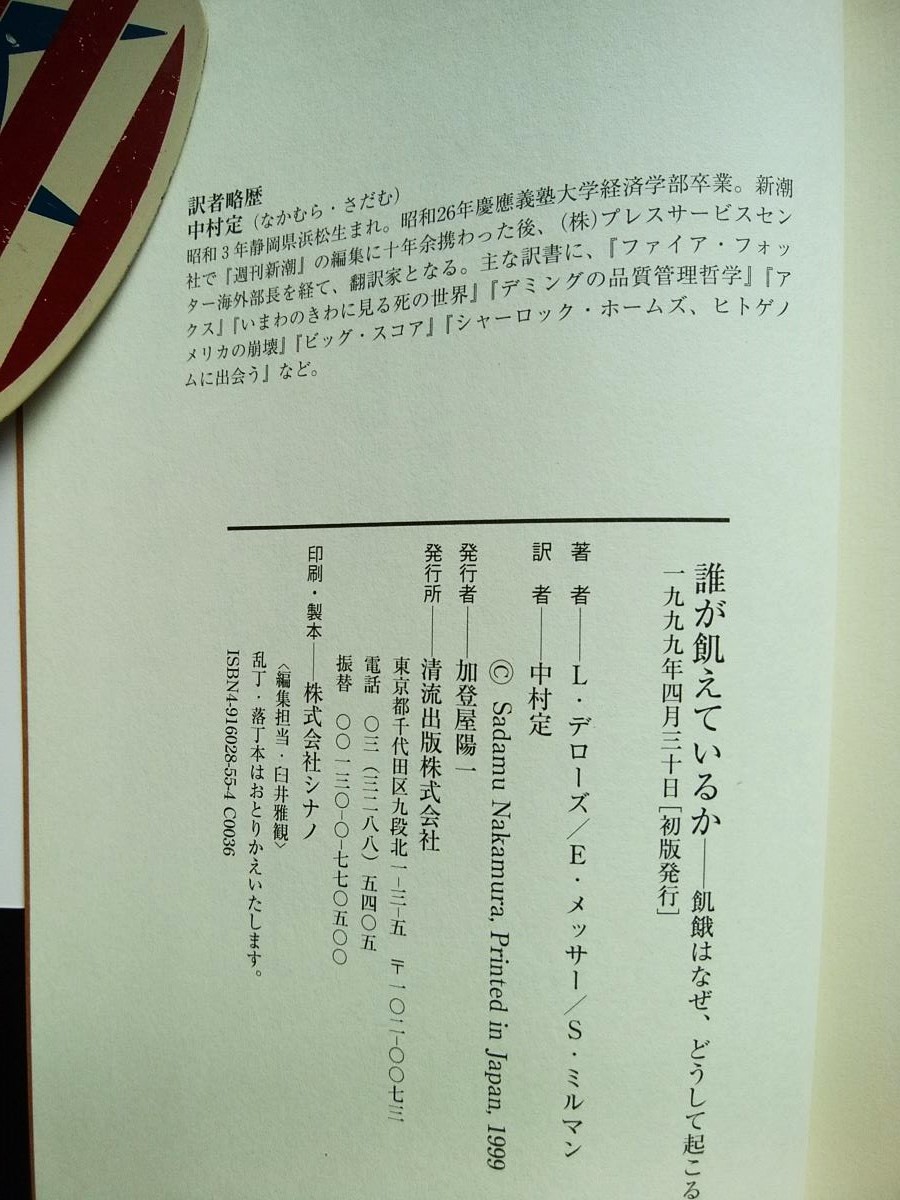 訳者略歴
中村定（なかむら・さだむ）
昭和3年静岡県浜松生まれ。昭和26年慶應義塾大学経済学部卒業。新潮
社で『週刊新潮』の編集に十年余携わった後、（株）プレスサービスセン
ター海外部長を経て、翻訳家となる。主な訳書に、『ファイア・フォッ
クス』『いまわのきわに見る死の世界』『デミングの品質管理哲学』『ア
メリカの崩壊』『ビッグ・スコア』『シャーロック・ホームズ、ヒトゲノ
ムに出会う』など。
誰が飢えているか――飢餓はなぜ、どうして起こる
一九九九年四月三十日［初版発行］
著　者――L・デローズ／E・メッサー／S・ミルマン
訳　者――中村定
© Sadamu Nakamura, Printed in Japan, 1999
発行者――加登屋陽一
発行所――清流出版株式会社
東京都千代田区九段北一-三-五　〒一〇二-〇〇七三
電話　〇三（三二八八）五四〇五
振替　〇〇一三〇-〇-七七〇五〇〇
印刷・製本――株式会社シナノ
〈編集担当・臼井雅観〉
乱丁・落丁本はおとりかえいたします。
ISBN4-916028-55-4 C0036